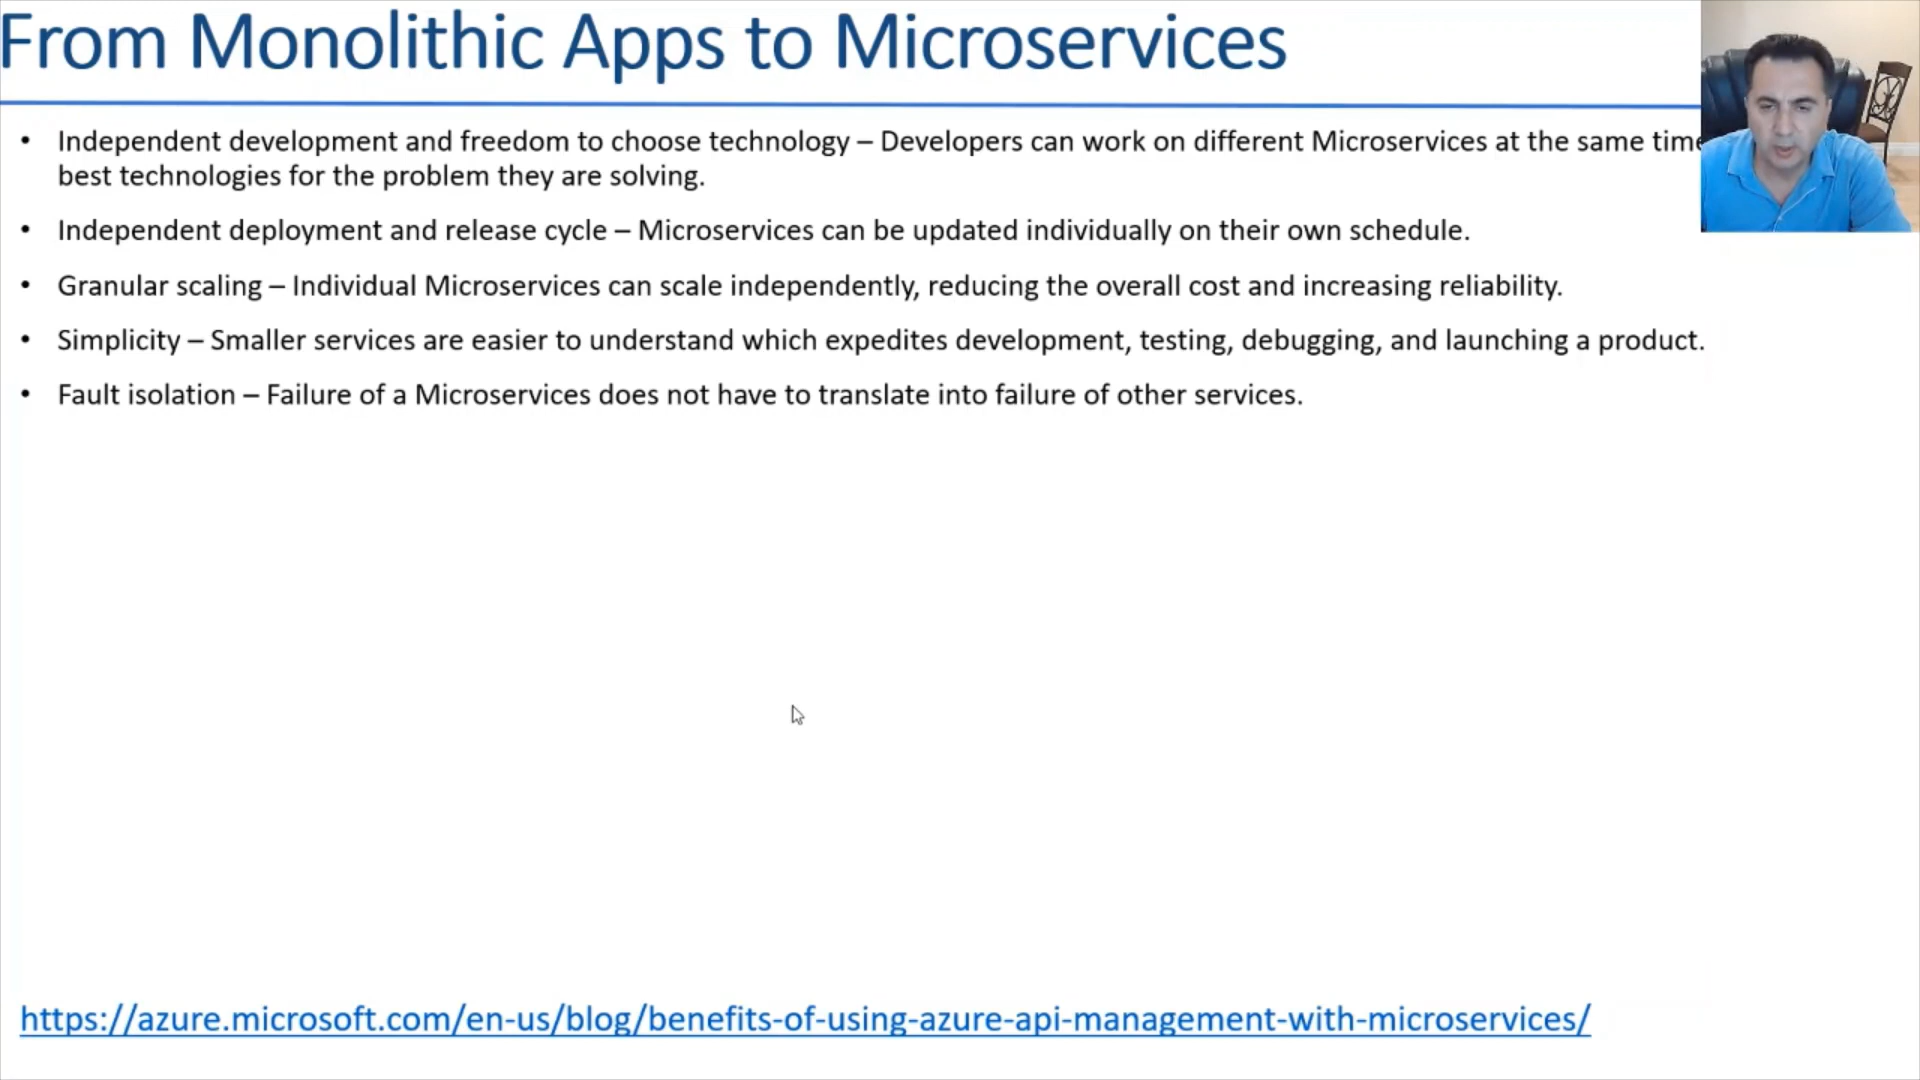 From Monolithic Apps to Microservices
• Independent development and freedom to choose technology – Developers can work on different Microservices at the same time
best technologies for the problem they are solving.
• Independent deployment and release cycle – Microservices can be updated individually on their own schedule.
• Granular scaling – Individual Microservices can scale independently, reducing the overall cost and increasing reliability.
• Simplicity – Smaller services are easier to understand which expedites development, testing, debugging, and launching a product.
• Fault isolation – Failure of a Microservices does not have to translate into failure of other services.
https://azure.microsoft.com/en-us/blog/benefits-of-using-azure-api-management-with-microservices/